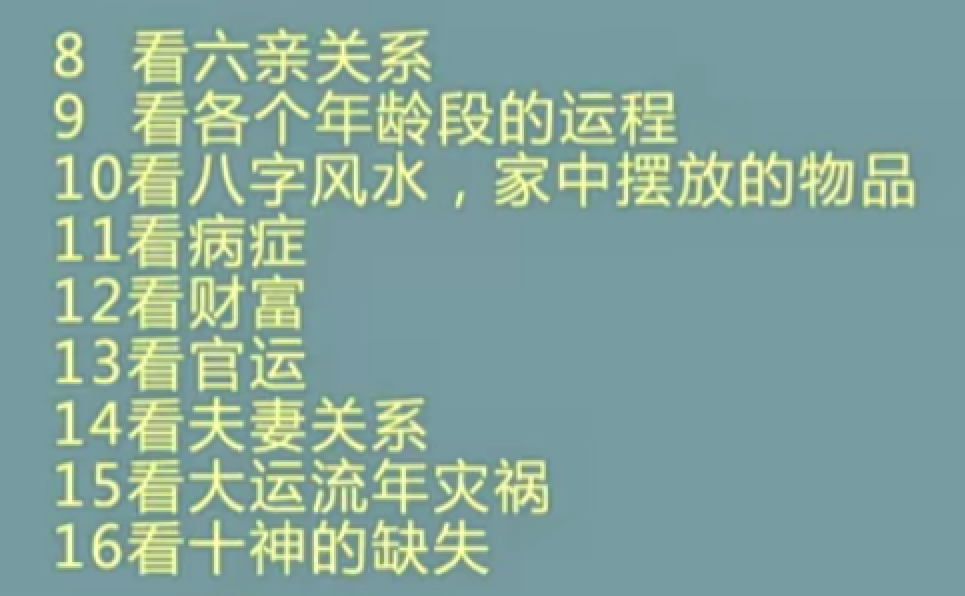 8 看六亲关系
9 看各个年龄段的运程
10看八字风水，家中摆放的物品
11看病症
12看财富
13看官运
14看夫妻关系
15看大运流年灾祸
16看十神的缺失